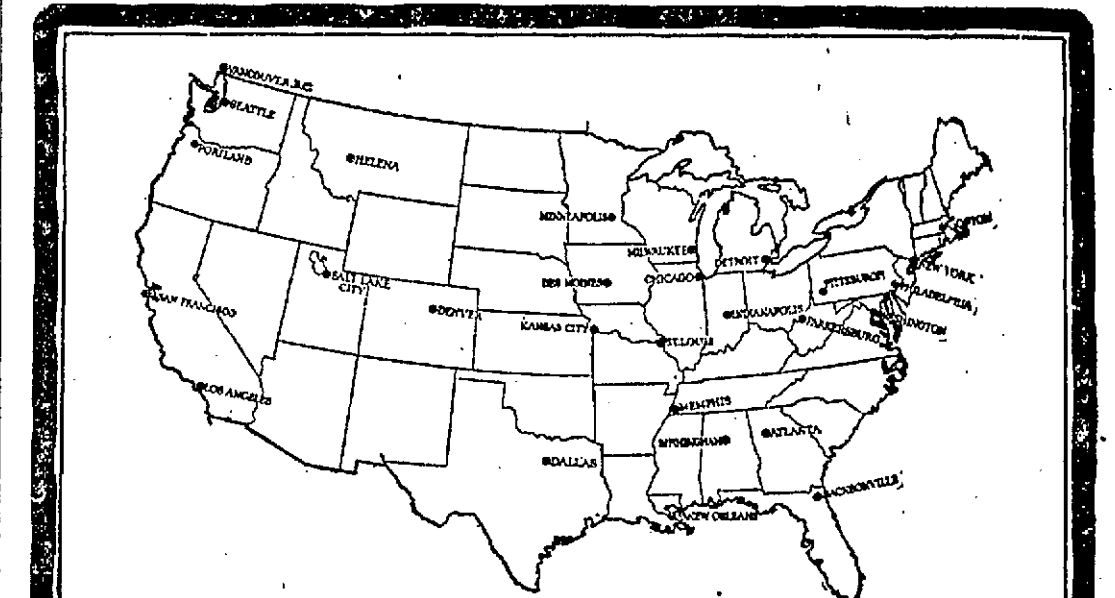 VANCOUVER B.C.
SEATTLE
PORTLAND
HELENA
MINNEAPOLIS
BOSTON
MILWAUKEE
DETROIT
NEW YORK
CHICAGO
PITTSBURGH
SALT LAKE
CITY
DES MOINES
PHILADELPHIA
SAN FRANCISCO
DENVER
INDIANAPOLIS
KANSAS CITY
PARKERSBURG
WASHINGTON
ST. LOUIS
LOS ANGELES
MEMPHIS
BIRMINGHAM
ATLANTA
DALLAS
JACKSONVILLE
NEW ORLEANS